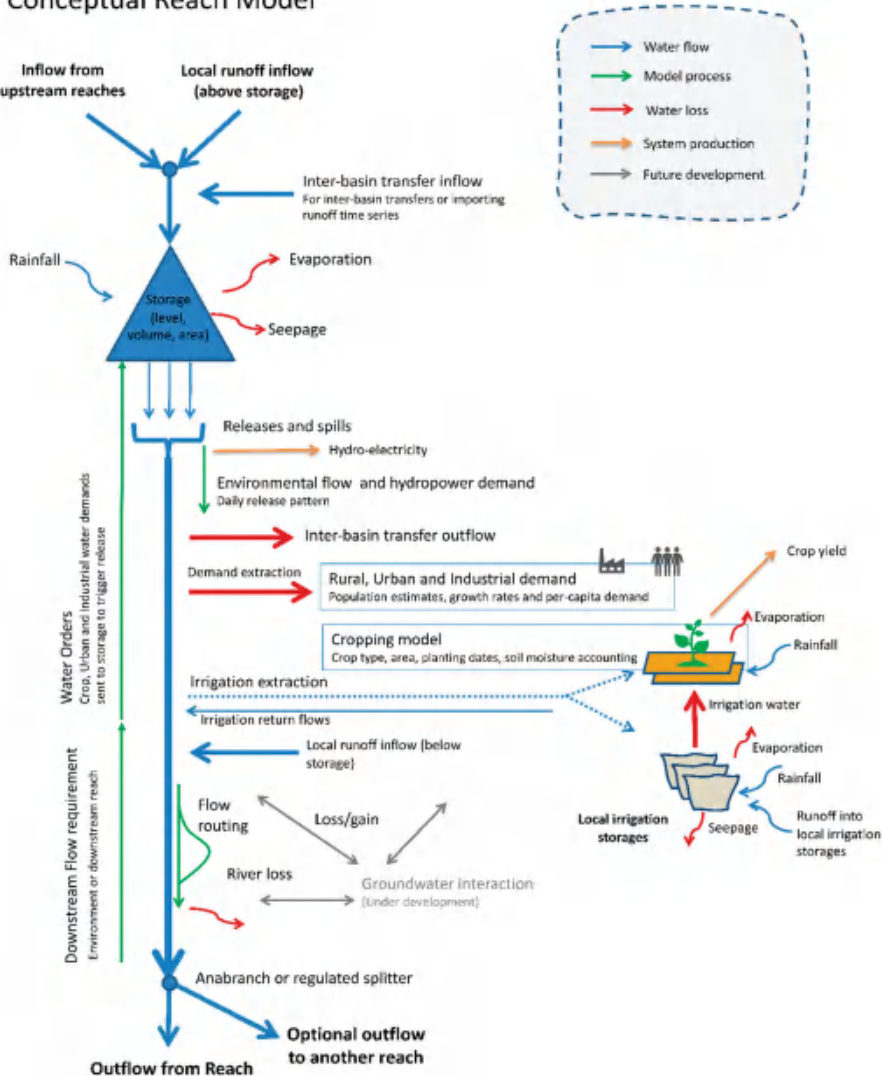 Conceptual Reach Model
Water flow
Model process
Water loss
System production
Future development
Inflow from
upstream reaches
Local runoff inflow
(above storage)
Inter-basin transfer inflow
For inter-basin transfers or importing
runoff time series
Rainfall
Evaporation
Storage
(level,
volume, area)
Seepage
Releases and spills
Hydro-electricity
Environmental flow and hydropower demand
Daily release pattern
Inter-basin transfer outflow
Demand extraction
Rural, Urban and Industrial demand
Population estimates, growth rates and per-capita demand
Crop yield
Cropping model
Crop type, area, planting dates, soil moisture accounting
Evaporation
Rainfall
Water Orders
Crop, Urban and Industrial water demands
sent to storage to trigger release
Irrigation extraction
Irrigation return flows
Irrigation water
Local runoff inflow (below
storage)
Evaporation
Rainfall
Local irrigation
storages
Seepage
Runoff into
local irrigation
storages
Downstream Flow requirement
Environment or downstream reach
Flow
routing
Loss/gain
River loss
Groundwater interaction
(Under development)
Anabranch or regulated splitter
Optional outflow
to another reach
Outflow from Reach